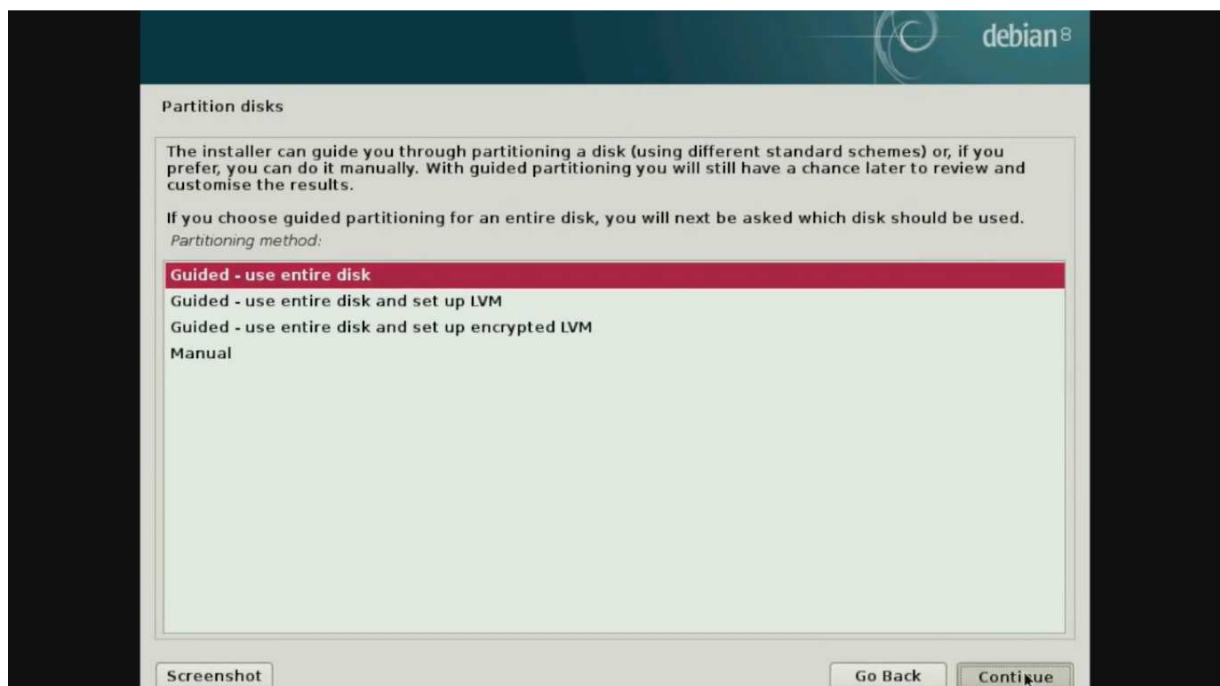 debian 8
Partition disks
The installer can guide you through partitioning a disk (using different standard schemes) or, if you
prefer, you can do it manually. With guided partitioning you will still have a chance later to review and
customise the results.
If you choose guided partitioning for an entire disk, you will next be asked which disk should be used.
Partitioning method:
Guided - use entire disk
Guided - use entire disk and set up LVM
Guided - use entire disk and set up encrypted LVM
Manual
Screenshot
Go Back
Continue